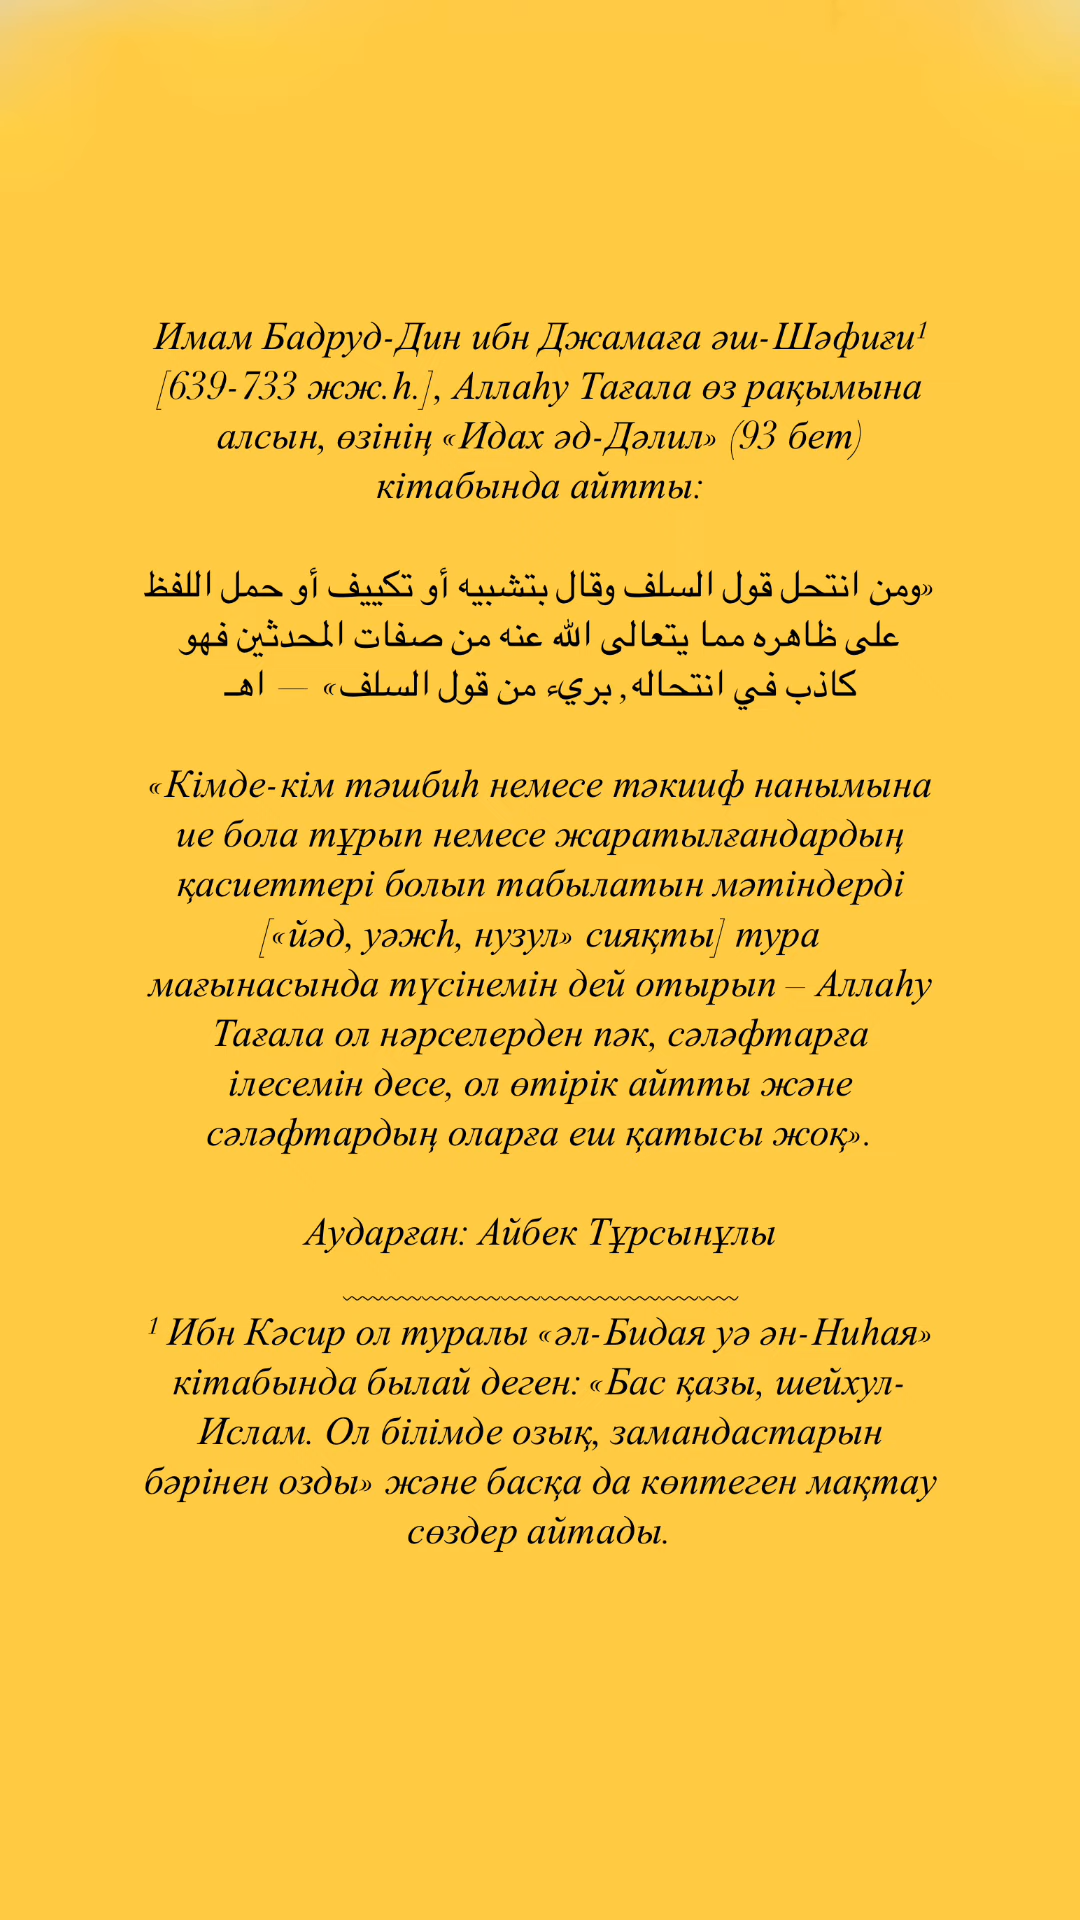 Имам Бадруд-Дин ибн Джамаға әш-Шәфиғи¹
[639-733 жж.һ.], Аллаһу Тағала өз рақымына
алсын, өзінің «Идах әд-Дәлил» (93 бет)
кітабында айтты:
«ومن انتحل قول السلف وقال بتشبيه أو تكييف أو حمل اللفظ
على ظاهره مما يتعالى الله عنه من صفات المحدثين فهو
كاذب في انتحاله, بريء من قول السلف» — اهـ
«Кімде-кім тәшбиһ немесе тәкииф нанымына
ие бола тұрып немесе жаратылғандардың
қасиеттері болып табылатын мәтіндерді
[«йәд, уәжһ, нузул» сияқты] тура
мағынасында түсінемін дей отырып – Аллаһу
Тағала ол нәрселерден пәк, сәләфтарға
ілесемін десе, ол өтірік айтты және
сәләфтардың оларға еш қатысы жоқ».
Аударған: Айбек Тұрсынұлы
¹ Ибн Кәсир ол туралы «әл-Бидая уә ән-Ниһая»
кітабында былай деген: «Бас қазы, шейхул-
Ислам. Ол білімде озық, замандастарын
бәрінен озды» және басқа да көптеген мақтау
сөздер айтады.